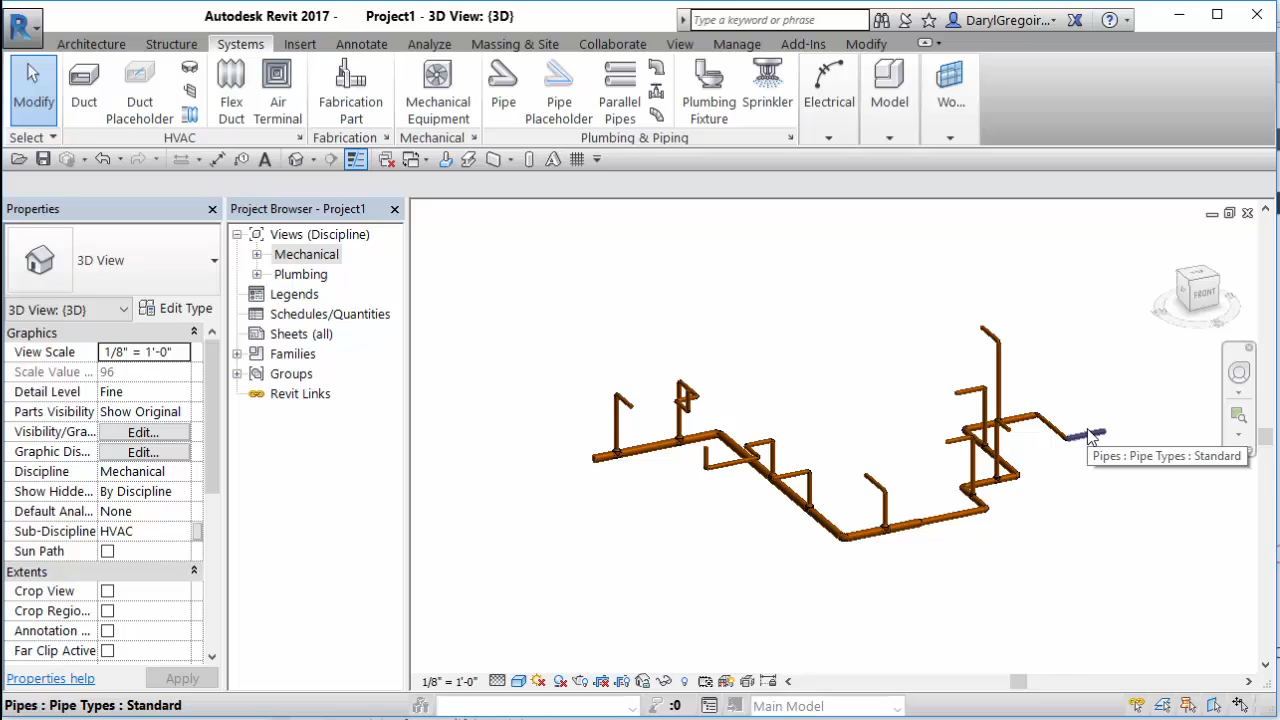 Autodesk Revit 2017 - Project1 - 3D View: {3D}
Type a keyword or phrase
DarylGregoir...
Architecture Structure Systems Insert Annotate Analyze Massing & Site Collaborate View Manage Add-Ins Modify
Modify
Duct
Duct Placeholder
Flex Duct
Air Terminal
Fabrication Part
Mechanical Equipment
Pipe
Pipe Placeholder
Parallel Pipes
Plumbing Fixture
Sprinkler
Electrical
Model
Wo...
Select HVAC Fabrication Mechanical Plumbing & Piping
Properties
3D View
3D View: {3D} Edit Type
Graphics
View Scale 1/8" = 1'-0"
Scale Value ... 96
Detail Level Fine
Parts Visibility Show Original
Visibility/Gra... Edit...
Graphic Dis... Edit...
Discipline Mechanical
Show Hidde... By Discipline
Default Anal... None
Sub-Discipline HVAC
Sun Path
Extents
Crop View
Crop Regio...
Annotation ...
Far Clip Active
Properties help Apply
Project Browser - Project1
Views (Discipline)
Mechanical
Plumbing
Legends
Schedules/Quantities
Sheets (all)
Families
Groups
Revit Links
FRONT
Pipes : Pipe Types : Standard
1/8" = 1'-0"
Pipes : Pipe Types : Standard :0 Main Model